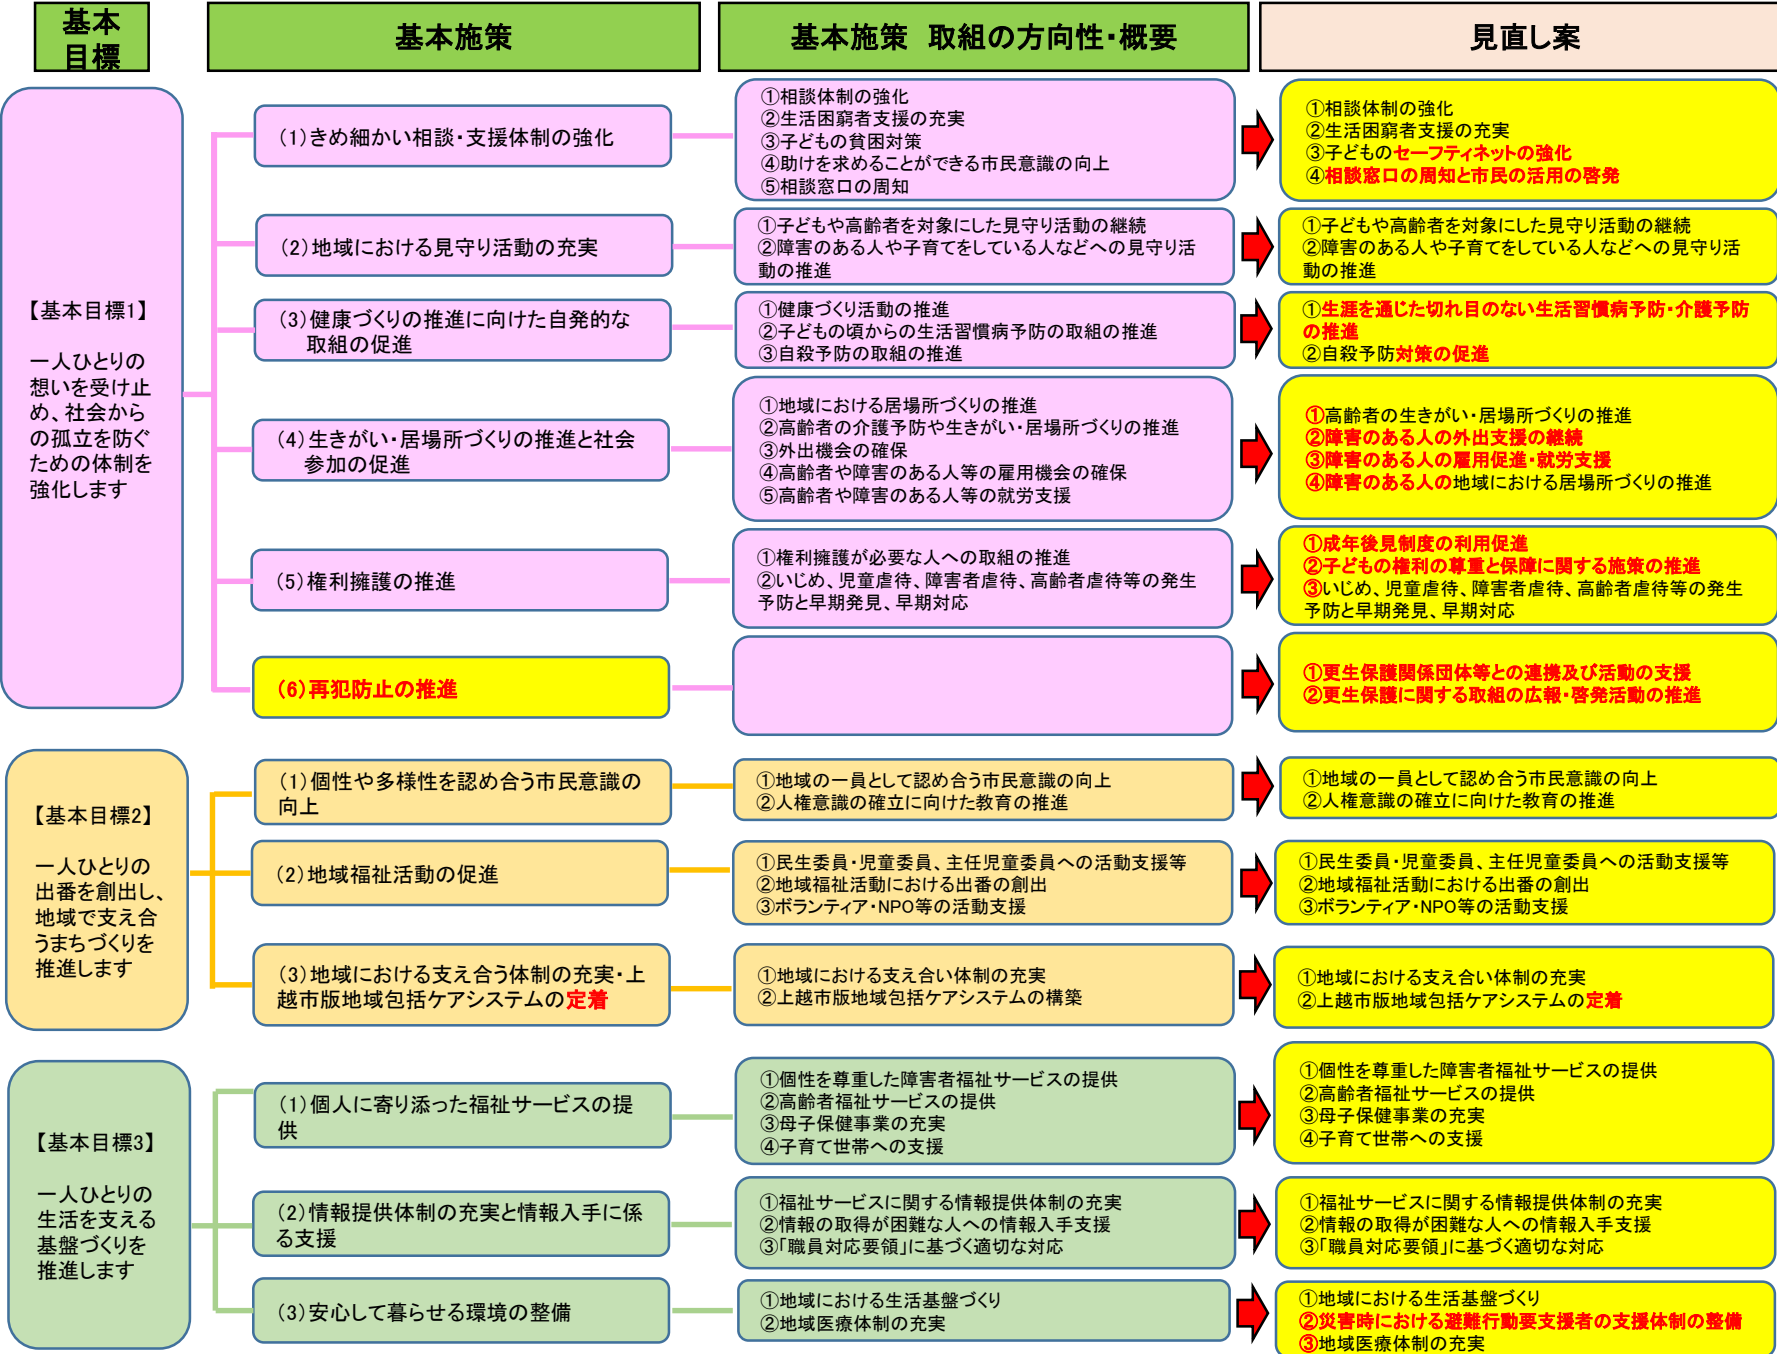 基本
目標
基本施策
基本施策 取組の方向性・概要
見直し案
【基本目標1】
一人ひとりの
想いを受け止
め、社会から
の孤立を防ぐ
ための体制を
強化します
(1)きめ細かい相談・支援体制の強化
①相談体制の強化
②生活困窮者支援の充実
③子どもの貧困対策
④助けを求めることができる市民意識の向上
⑤相談窓口の周知
①相談体制の強化
②生活困窮者支援の充実
③子どものセーフティネットの強化
④相談窓口の周知と市民の活用の啓発
(2)地域における見守り活動の充実
①子どもや高齢者を対象にした見守り活動の継続
②障害のある人や子育てをしている人などへの見守り活
動の推進
①子どもや高齢者を対象にした見守り活動の継続
②障害のある人や子育てをしている人などへの見守り活
動の推進
(3)健康づくりの推進に向けた自発的な
取組の促進
①健康づくり活動の推進
②子どもの頃からの生活習慣病予防の取組の推進
③自殺予防の取組の推進
①生涯を通じた切れ目のない生活習慣病予防・介護予防
の推進
②自殺予防対策の促進
(4)生きがい・居場所づくりの推進と社会
参加の促進
①地域における居場所づくりの推進
②高齢者の介護予防や生きがい・居場所づくりの推進
③外出機会の確保
④高齢者や障害のある人等の雇用機会の確保
⑤高齢者や障害のある人等の就労支援
①高齢者の生きがい・居場所づくりの推進
②障害のある人の外出支援の継続
③障害のある人の雇用促進・就労支援
④障害のある人の地域における居場所づくりの推進
(5)権利擁護の推進
①権利擁護が必要な人への取組の推進
②いじめ、児童虐待、障害者虐待、高齢者虐待等の発生
予防と早期発見、早期対応
①成年後見制度の利用促進
②子どもの権利の尊重と保障に関する施策の推進
③いじめ、児童虐待、障害者虐待、高齢者虐待等の発生
予防と早期発見、早期対応
(6)再犯防止の推進
①更生保護関係団体等との連携及び活動の支援
②更生保護に関する取組の広報・啓発活動の推進
【基本目標2】
一人ひとりの
出番を創出し、
地域で支え合
うまちづくりを
推進します
(1)個性や多様性を認め合う市民意識の
向上
①地域の一員として認め合う市民意識の向上
②人権意識の確立に向けた教育の推進
①地域の一員として認め合う市民意識の向上
②人権意識の確立に向けた教育の推進
(2)地域福祉活動の促進
①民生委員・児童委員、主任児童委員への活動支援等
②地域福祉活動における出番の創出
③ボランティア・NPO等の活動支援
①民生委員・児童委員、主任児童委員への活動支援等
②地域福祉活動における出番の創出
③ボランティア・NPO等の活動支援
(3)地域における支え合う体制の充実・上
越市版地域包括ケアシステムの定着
①地域における支え合い体制の充実
②上越市版地域包括ケアシステムの構築
①地域における支え合い体制の充実
②上越市版地域包括ケアシステムの定着
【基本目標3】
一人ひとりの
生活を支える
基盤づくりを
推進します
(1)個人に寄り添った福祉サービスの提
供
①個性を尊重した障害者福祉サービスの提供
②高齢者福祉サービスの提供
③母子保健事業の充実
④子育て世帯への支援
①個性を尊重した障害者福祉サービスの提供
②高齢者福祉サービスの提供
③母子保健事業の充実
④子育て世帯への支援
(2)情報提供体制の充実と情報入手に係
る支援
①福祉サービスに関する情報提供体制の充実
②情報の取得が困難な人への情報入手支援
③「職員対応要領」に基づく適切な対応
①福祉サービスに関する情報提供体制の充実
②情報の取得が困難な人への情報入手支援
③「職員対応要領」に基づく適切な対応
(3)安心して暮らせる環境の整備
①地域における生活基盤づくり
②地域医療体制の充実
①地域における生活基盤づくり
②災害時における避難行動要支援者の支援体制の整備
③地域医療体制の充実